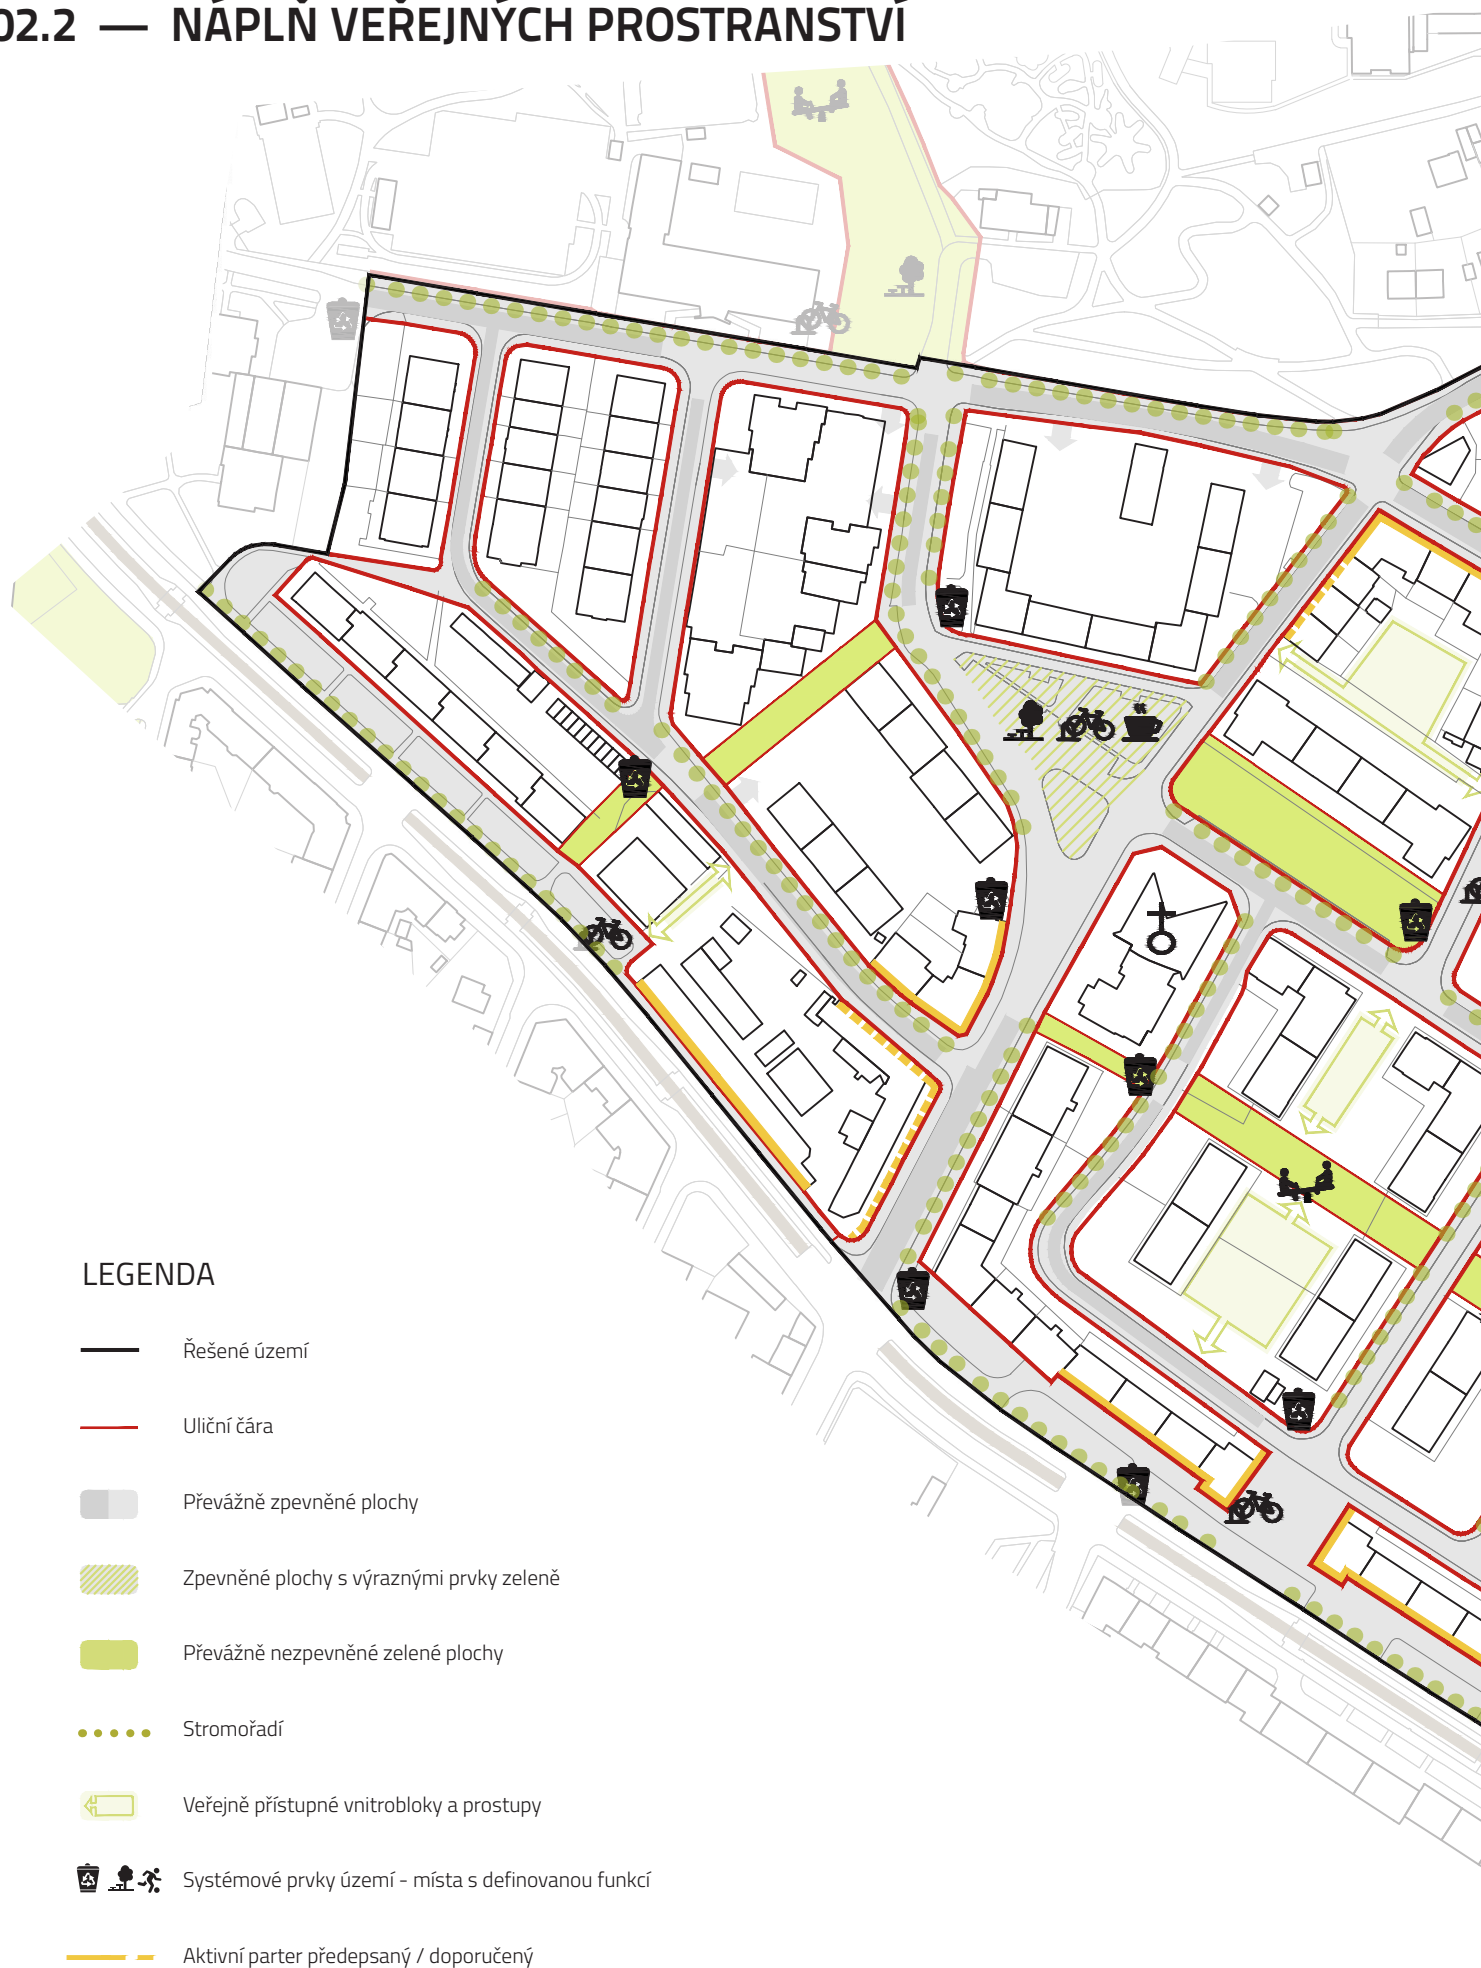 02.2 — NÁPLŇ VEŘEJNÝCH PROSTRANSTVÍ
LEGENDA
Řešené území
Uliční čára
Převážně zpevněné plochy
Zpevněné plochy s výraznými prvky zeleně
Převážně nezpevněné zelené plochy
Stromořadí
Veřejně přístupné vnitrobloky a prostupy
Systémové prvky území - místa s definovanou funkcí
Aktivní parter předepsaný / doporučený